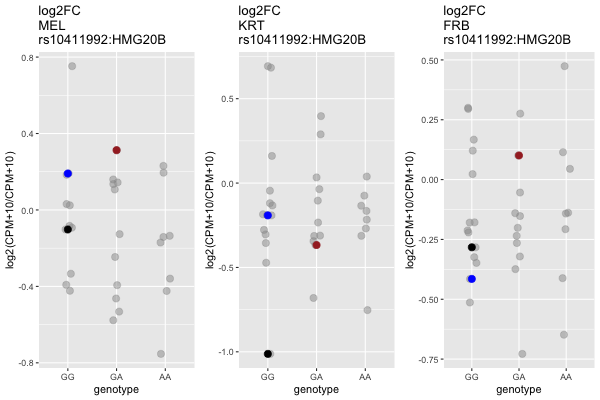 log2FC
MEL
rs10411992:HMG20B
0.8
0.4
0.0
-0.4
-0.8
log2(CPM+10/CPM+10)
GG GA AA
genotype
log2FC
KRT
rs10411992:HMG20B
0.5
0.0
-0.5
-1.0
log2(CPM+10/CPM+10)
GG GA AA
genotype
log2FC
FRB
rs10411992:HMG20B
0.50
0.25
0.00
-0.25
-0.50
-0.75
log2(CPM+10/CPM+10)
GG GA AA
genotype